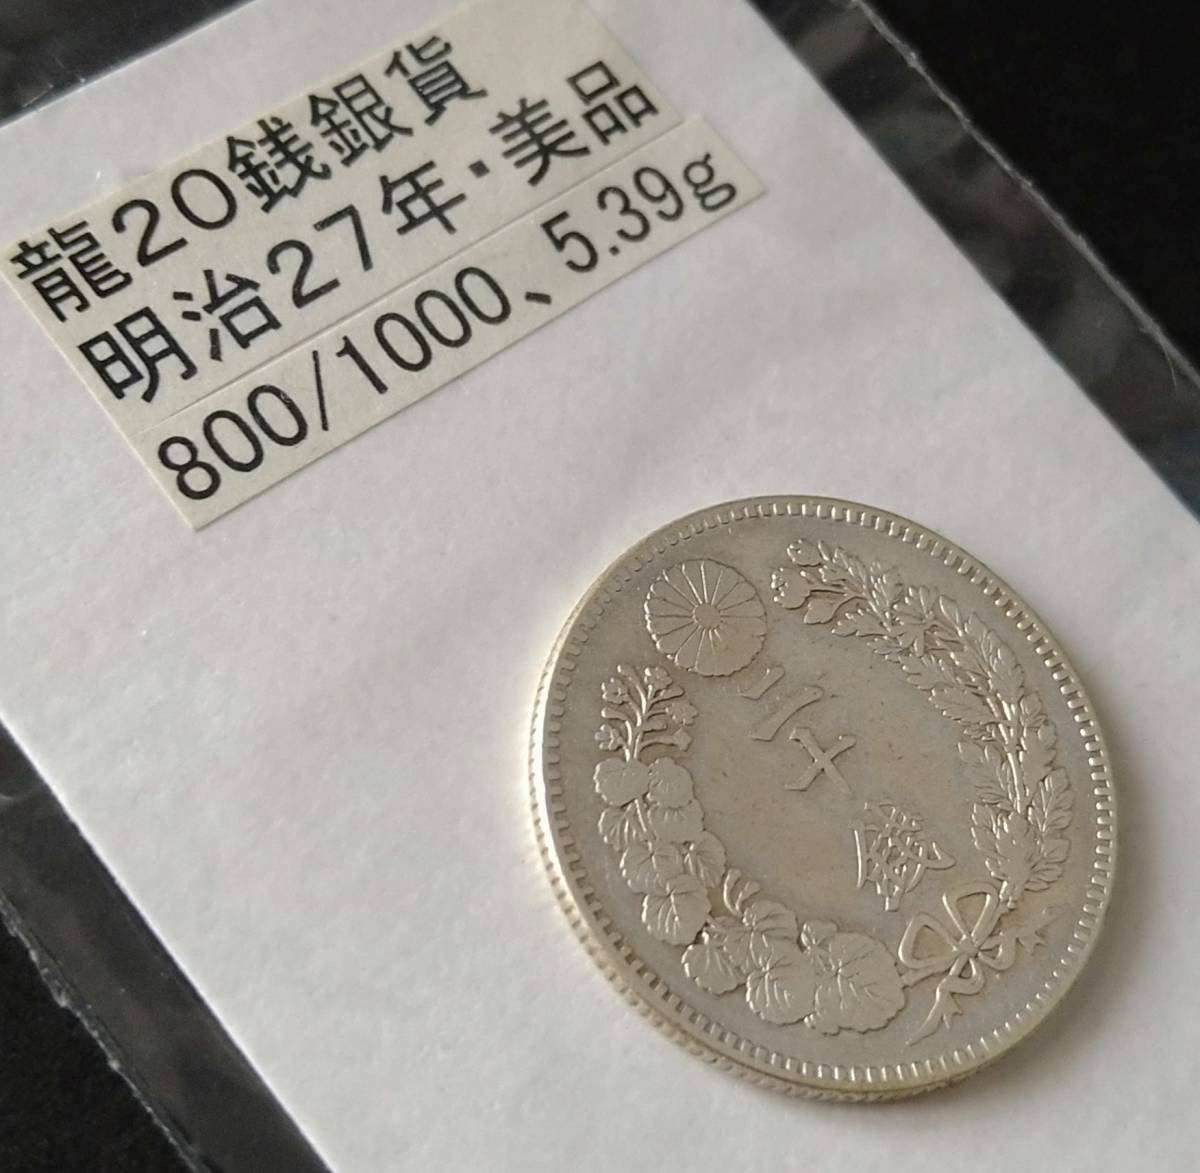 龍20銭銀貨
明治27年・美品
800/1000、5.39g
二十
錢